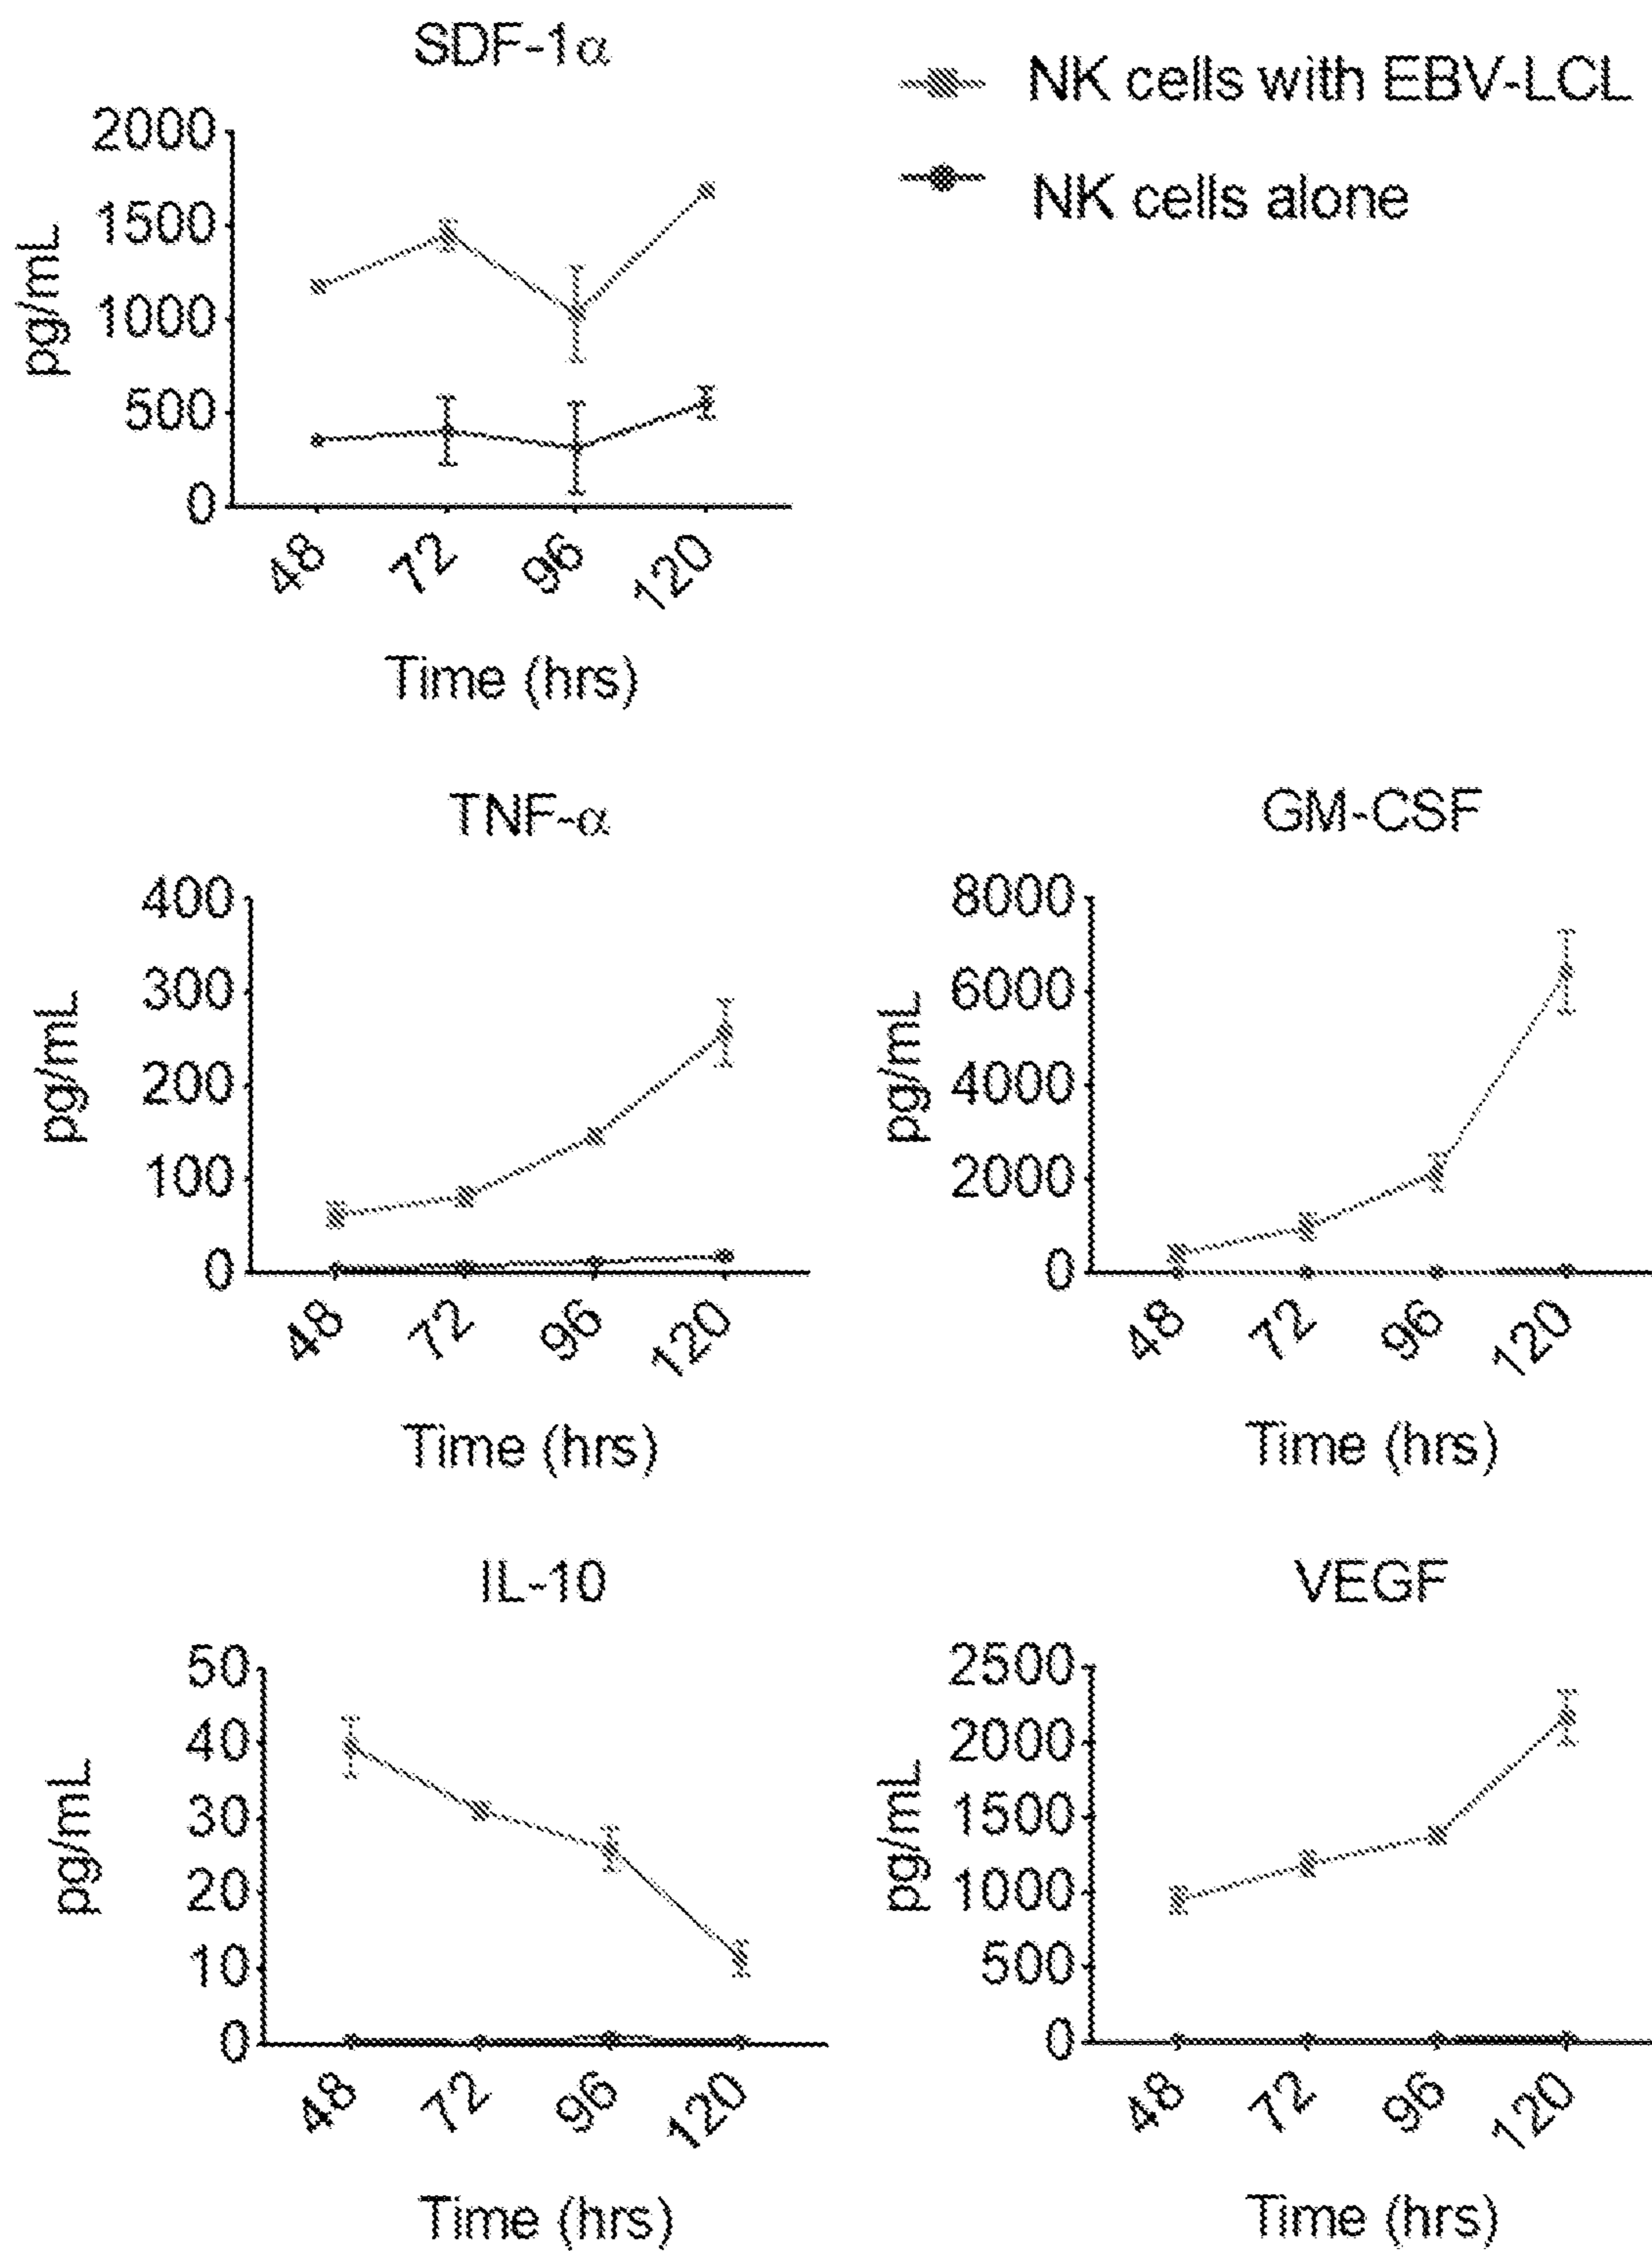 SDF-1α
NK cells with EBV-LCL
NK cells alone
2000
1500
1000
500
0
pg/mL
48 72 96 120
Time (hrs)
TNF-α
400
300
200
100
0
pg/mL
48 72 96 120
Time (hrs)
GM-CSF
8000
6000
4000
2000
0
pg/mL
48 72 96 120
Time (hrs)
IL-10
50
40
30
20
10
0
pg/mL
48 72 96 120
Time (hrs)
VEGF
2500
2000
1500
1000
500
0
pg/mL
48 72 96 120
Time (hrs)